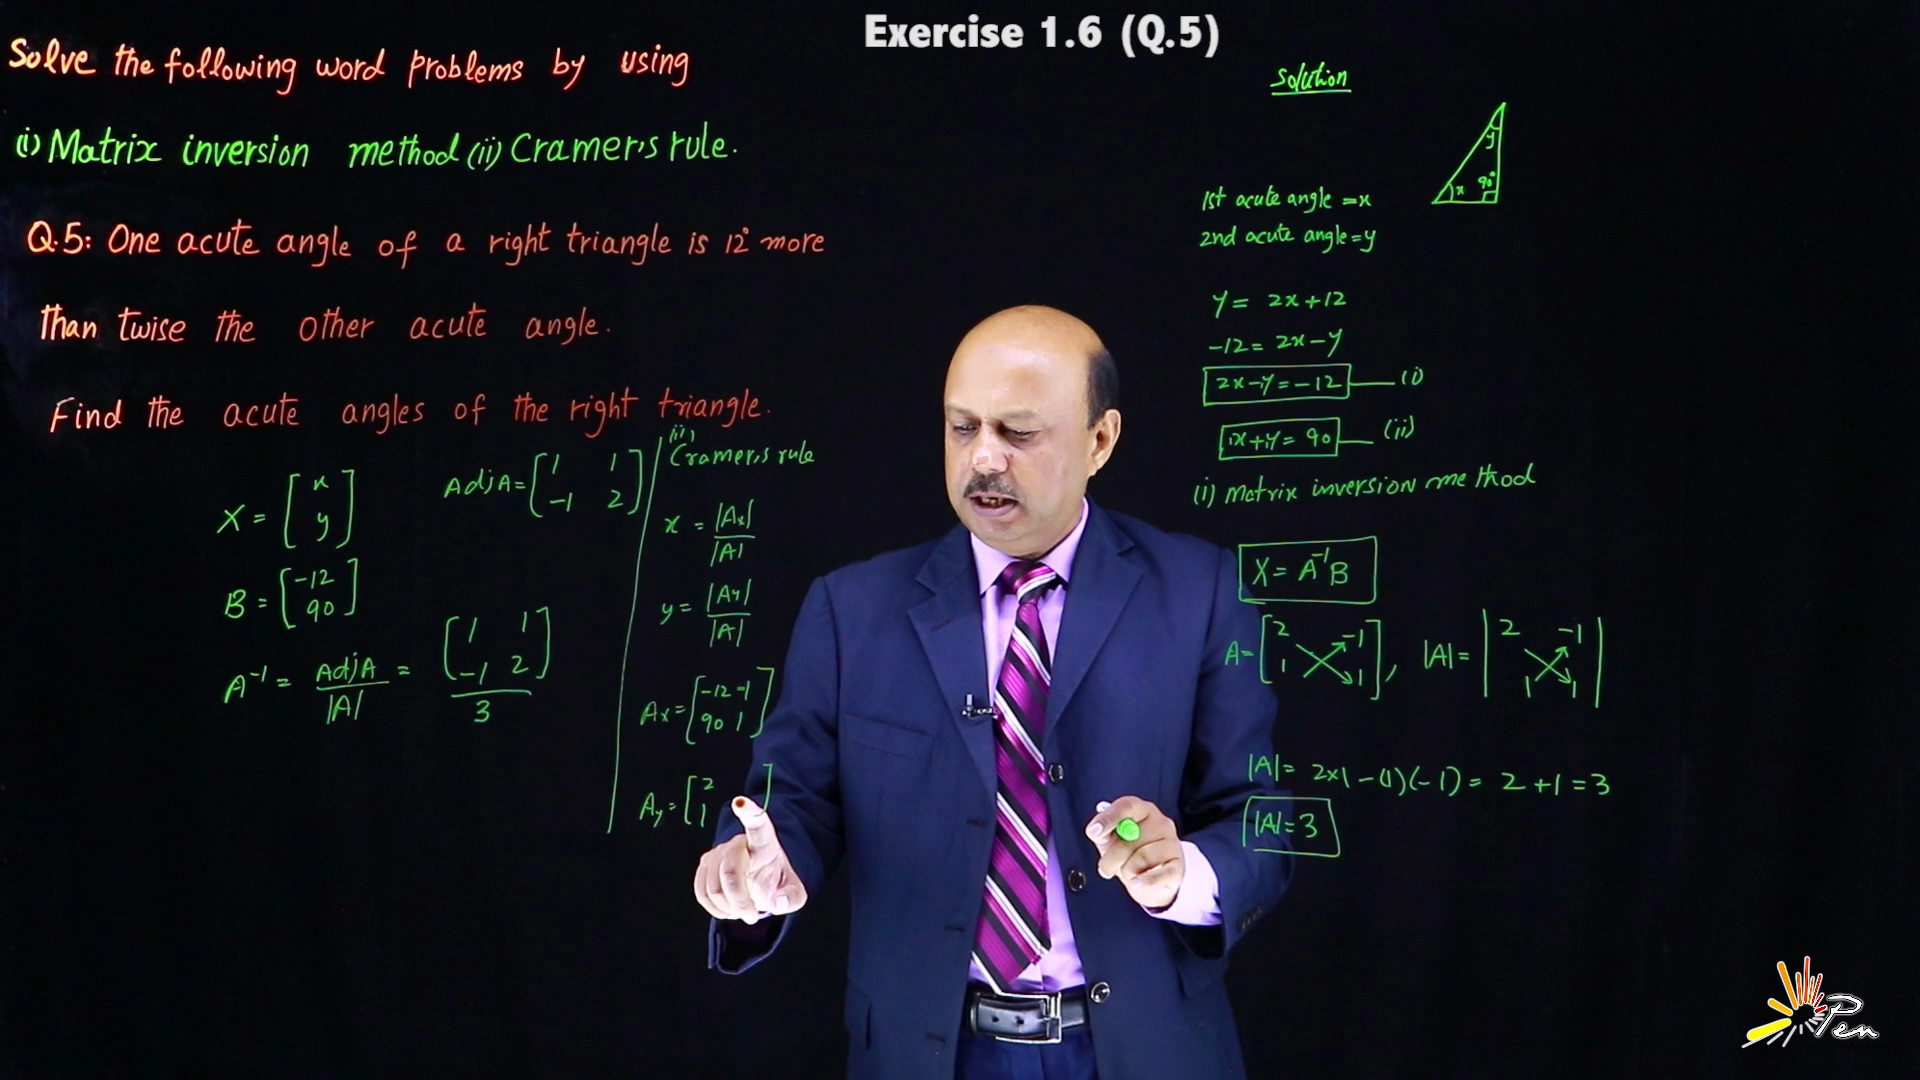 Exercise 1.6 (Q.5)
Solve the following word problems by using
(i) Matrix inversion method (ii) Cramer,s rule.
Q.5: One acute angle of a right triangle is 12° more
than twise the other acute angle.
Find the acute angles of the right triangle.
X = [x
y]
B = [-12
90]
A⁻¹ = AdjA/|A| = [1 1
-1 2]/3
AdjA = [1 1
-1 2]
(ii)
Cramer,s rule
x = |Ax|/|A|
y = |Ay|/|A|
Ax = [-12 -1
90 1]
Ay = [2
1 ]
Solution
y
x 90°
1st acute angle = x
2nd acute angle = y
y = 2x+12
-12 = 2x-y
2x-y = -12 (i)
1x+1y = 90 (ii)
(i) matrix inversion method
X = A⁻¹B
A = [2 -1
1 1], |A| = |2 -1
1 1|
|A| = 2x1 - (1)(-1) = 2+1 = 3
|A| = 3
Pen